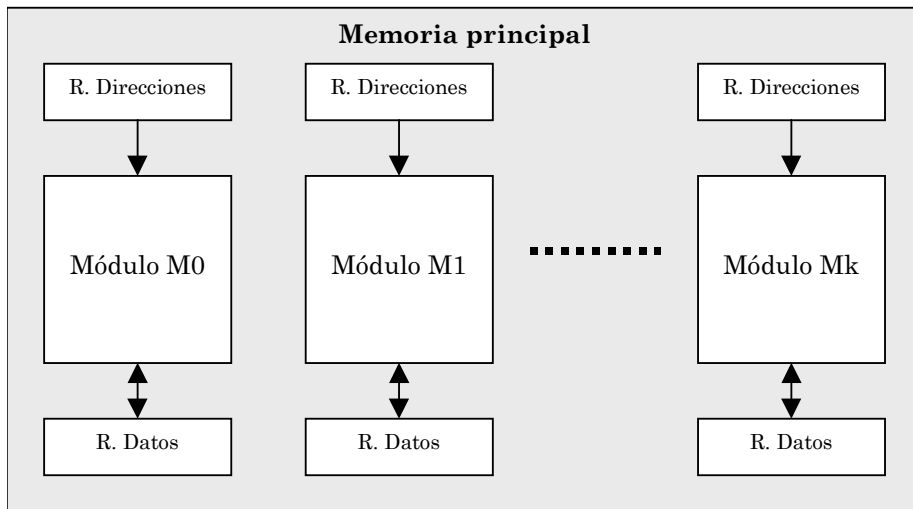 Memoria principal
R. Direcciones
R. Direcciones
R. Direcciones
Módulo M0
Módulo M1
Módulo Mk
R. Datos
R. Datos
R. Datos